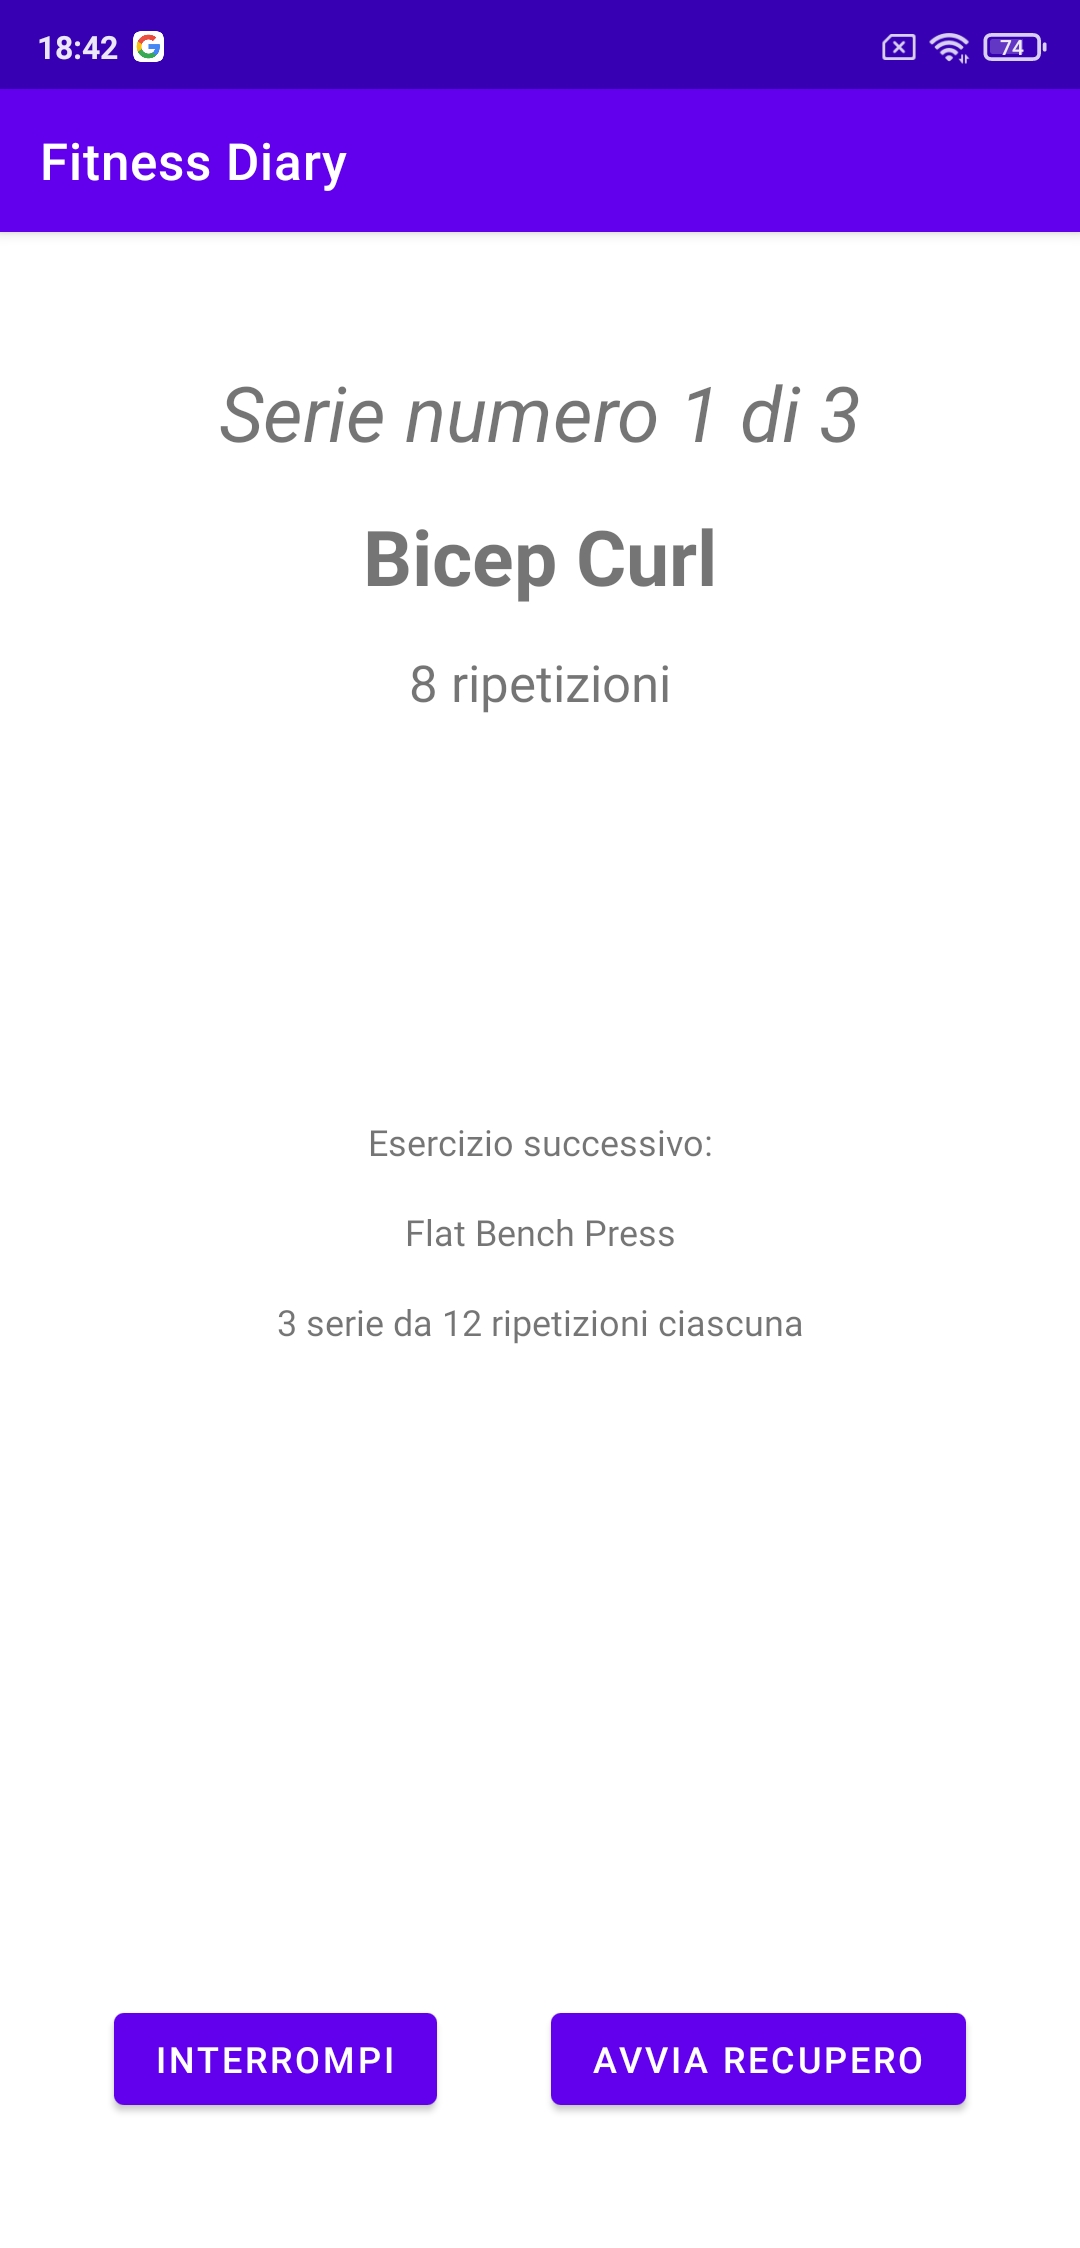 18:42
74
Fitness Diary
Serie numero 1 di 3
Bicep Curl
8 ripetizioni
Esercizio successivo:
Flat Bench Press
3 serie da 12 ripetizioni ciascuna
INTERROMPI
AVVIA RECUPERO